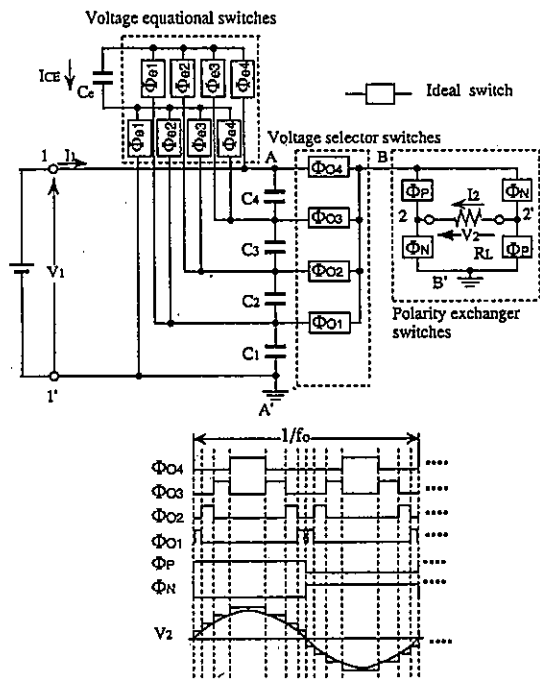 Voltage equational switches
ICE
Ce
Φe1 Φe2 Φe3 Φe4
Φe1 Φe2 Φe3 Φe4
Ideal switch
Voltage selector switches
1 I1
A
ΦO4
B
C4
ΦP
ΦN
I2
2
2'
ΦO3
V2
V1
C3
ΦN
RL
ΦP
ΦO2
B'
C2
Polarity exchanger
switches
ΦO1
C1
1'
A'
1/fo
ΦO4 ....
ΦO3 ....
ΦO2 ....
ΦO1 ....
ΦP ....
ΦN ....
V2 ....